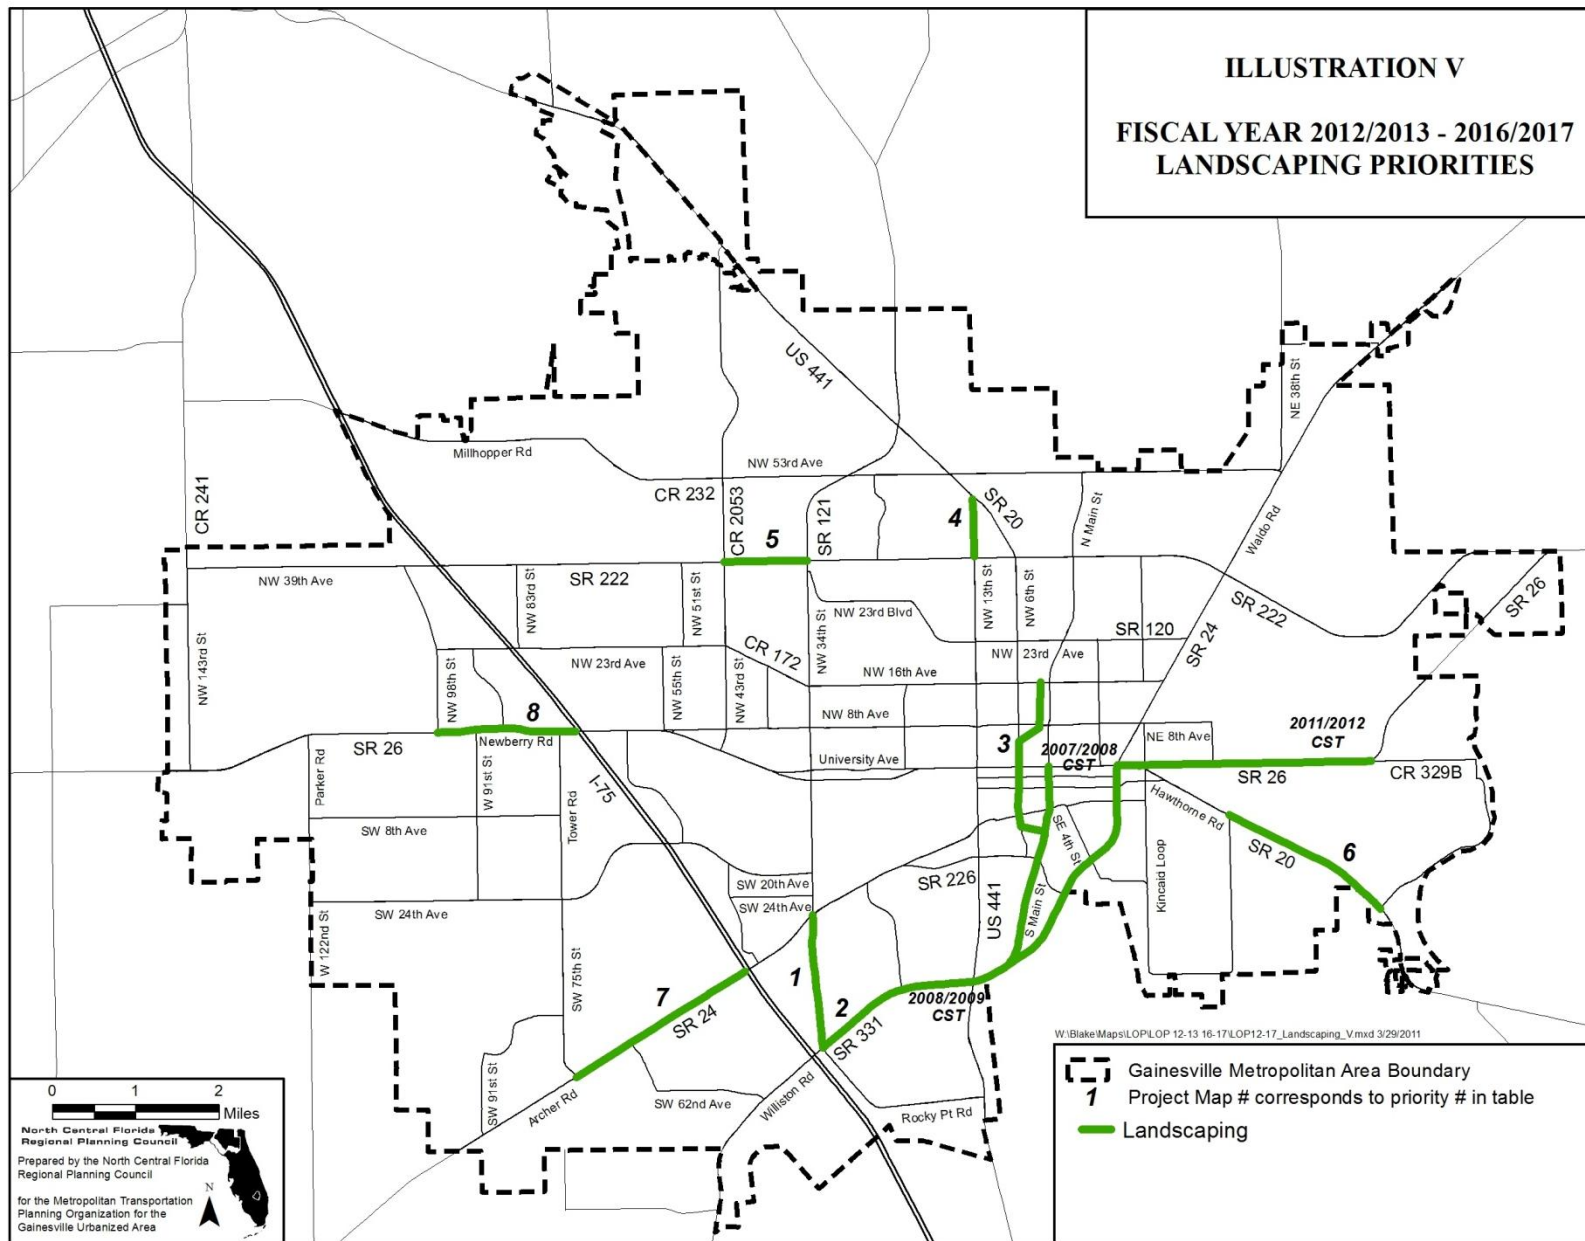 ILLUSTRATION V
FISCAL YEAR 2012/2013 - 2016/2017
LANDSCAPING PRIORITIES
US 441
NE 38th St
Millhopper Rd
NW 53rd Ave
CR 232
CR 241
CR 2053
SR 121
4
SR 20
N Main St
Waldo Rd
5
NW 39th Ave
NW 83rd St
SR 222
NW 51st St
NW 34th St
NW 23rd Blvd
NW 13th St
NW 6th St
SR 120
SR 24
SR 222
SR 26
NW 143rd St
NW 98th St
NW 23rd Ave
NW 55th St
NW 43rd St
CR 172
NW 16th Ave
NW 23rd Ave
NW 8th Ave
8
SR 26
Newberry Rd
University Ave
3
2007/2008
CST
NE 8th Ave
2011/2012
CST
SR 26
CR 329B
Parker Rd
W 91st St
Tower Rd
I-75
SW 8th Ave
Hawthorne Rd
SR 20
6
SE 4th St
Kincaid Loop
SW 20th Ave
SW 24th Ave
SR 226
US 441
S Main St
W 122nd St
SW 24th Ave
SW 75th St
7
SR 24
1
2
SR 331
2008/2009
CST
SW 91st St
Archer Rd
SW 62nd Ave
Williston Rd
Rocky Pt Rd
W:\Blake\Maps\LOP\LOP 12-13 16-17\LOP12-17_Landscaping_V.mxd 3/29/2011
Gainesville Metropolitan Area Boundary
1 Project Map # corresponds to priority # in table
Landscaping
0 1 2
Miles
North Central Florida
Regional Planning Council
Prepared by the North Central Florida
Regional Planning Council
for the Metropolitan Transportation
Planning Organization for the
Gainesville Urbanized Area
N